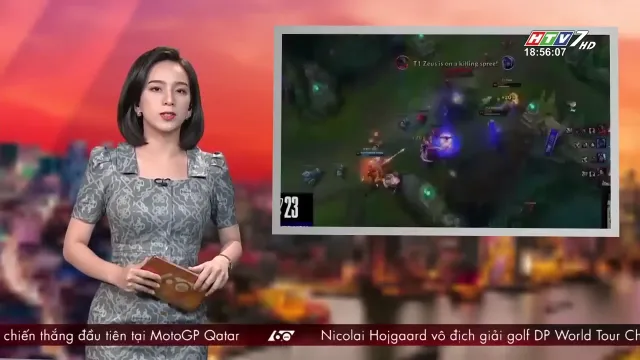 HTV7 HD
18:56:07
T1 Zeus is on a killing spree!
/23
chiến thắng đầu tiên tại MotoGP Qatar
60
Nicolai Hojgaard vô địch giải golf DP World Tour Ch